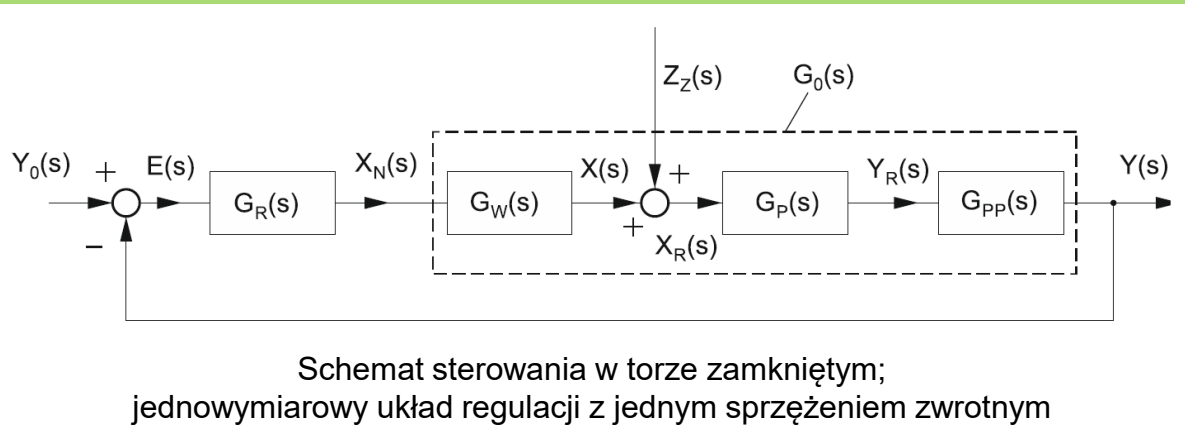 Z_Z(s) G_0(s)
Y_0(s) + E(s) X_N(s) X(s) + Y_R(s) Y(s)
G_R(s) G_W(s) G_P(s) G_PP(s)
− + X_R(s)
Schemat sterowania w torze zamkniętym;
jednowymiarowy układ regulacji z jednym sprzężeniem zwrotnym